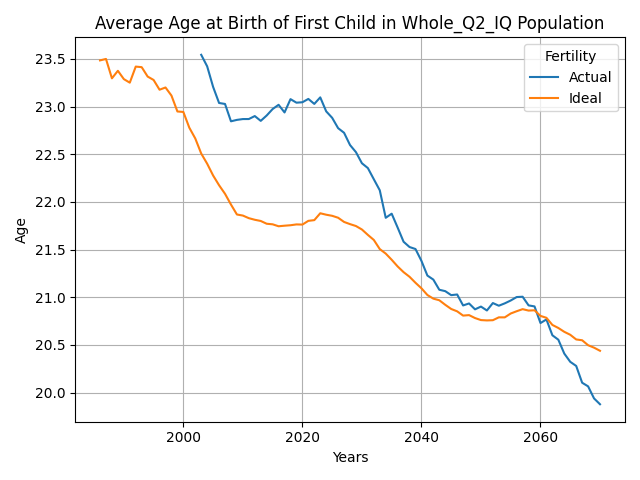 Average Age at Birth of First Child in Whole_Q2_IQ Population
Fertility
Actual
Ideal
Age
23.5
23.0
22.5
22.0
21.5
21.0
20.5
20.0
2000
2020
2040
2060
Years